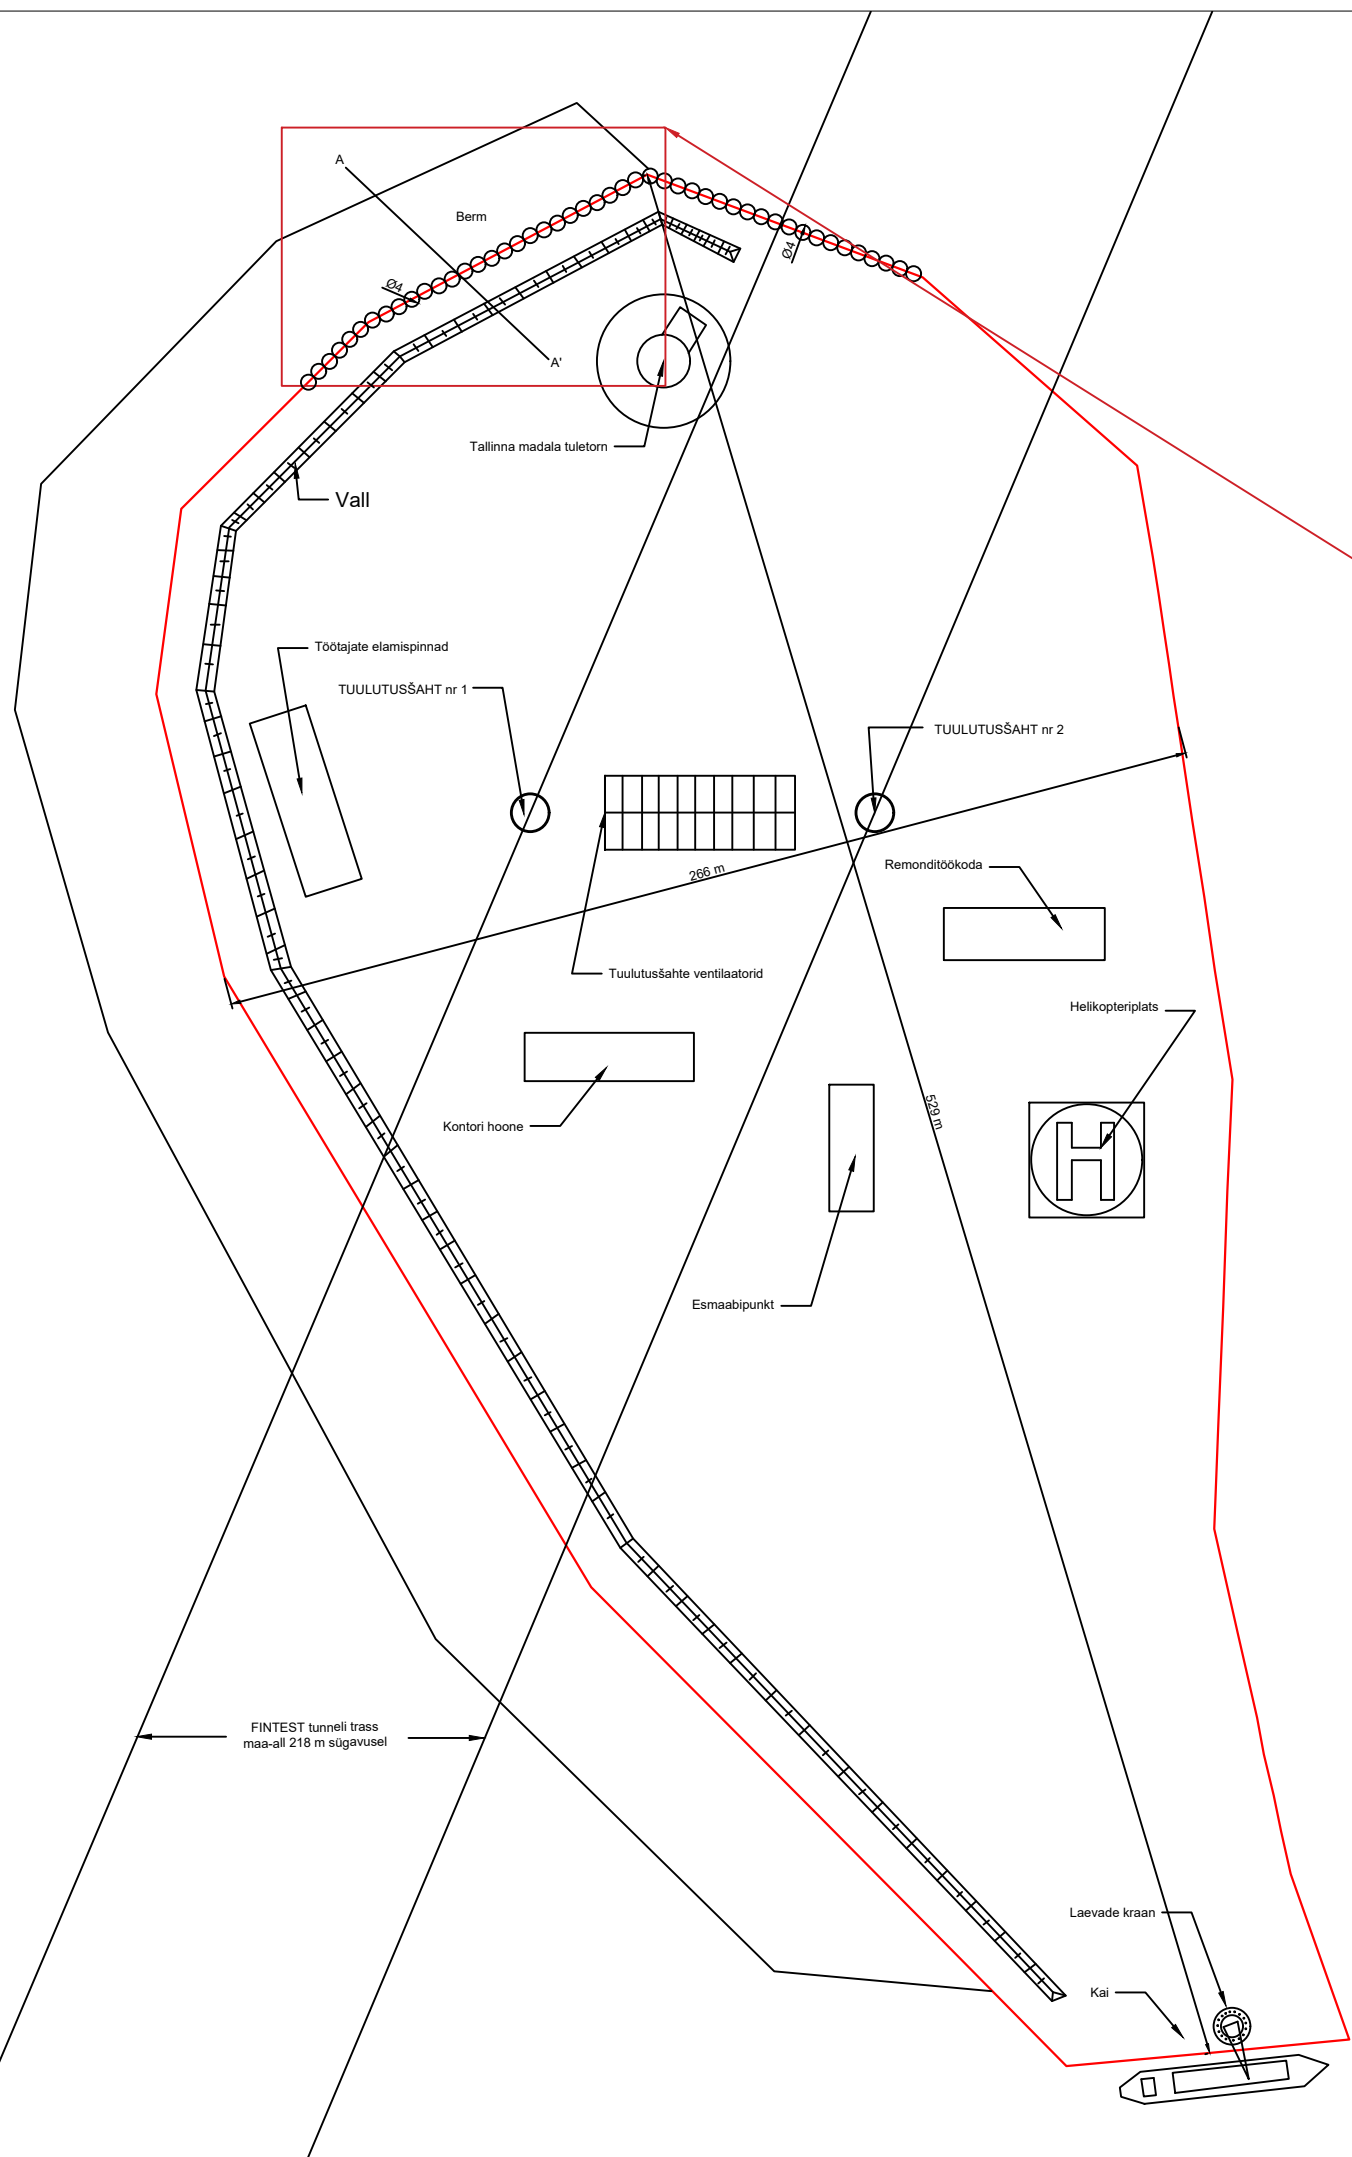 A
Berm
Ø4
Ø4
A'
Tallinna madala tuletorn
Vall
Töötajate elamispinnad
TUULUTUSŠAHT nr 1
TUULUTUSŠAHT nr 2
266 m
Remonditöökoda
Tuulutusšahte ventilaatorid
Helikopteriplats
Kontori hoone
529 m
H
Esmaabipunkt
FINTEST tunneli trass
maa-all 218 m sügavusel
Laevade kraan
Kai